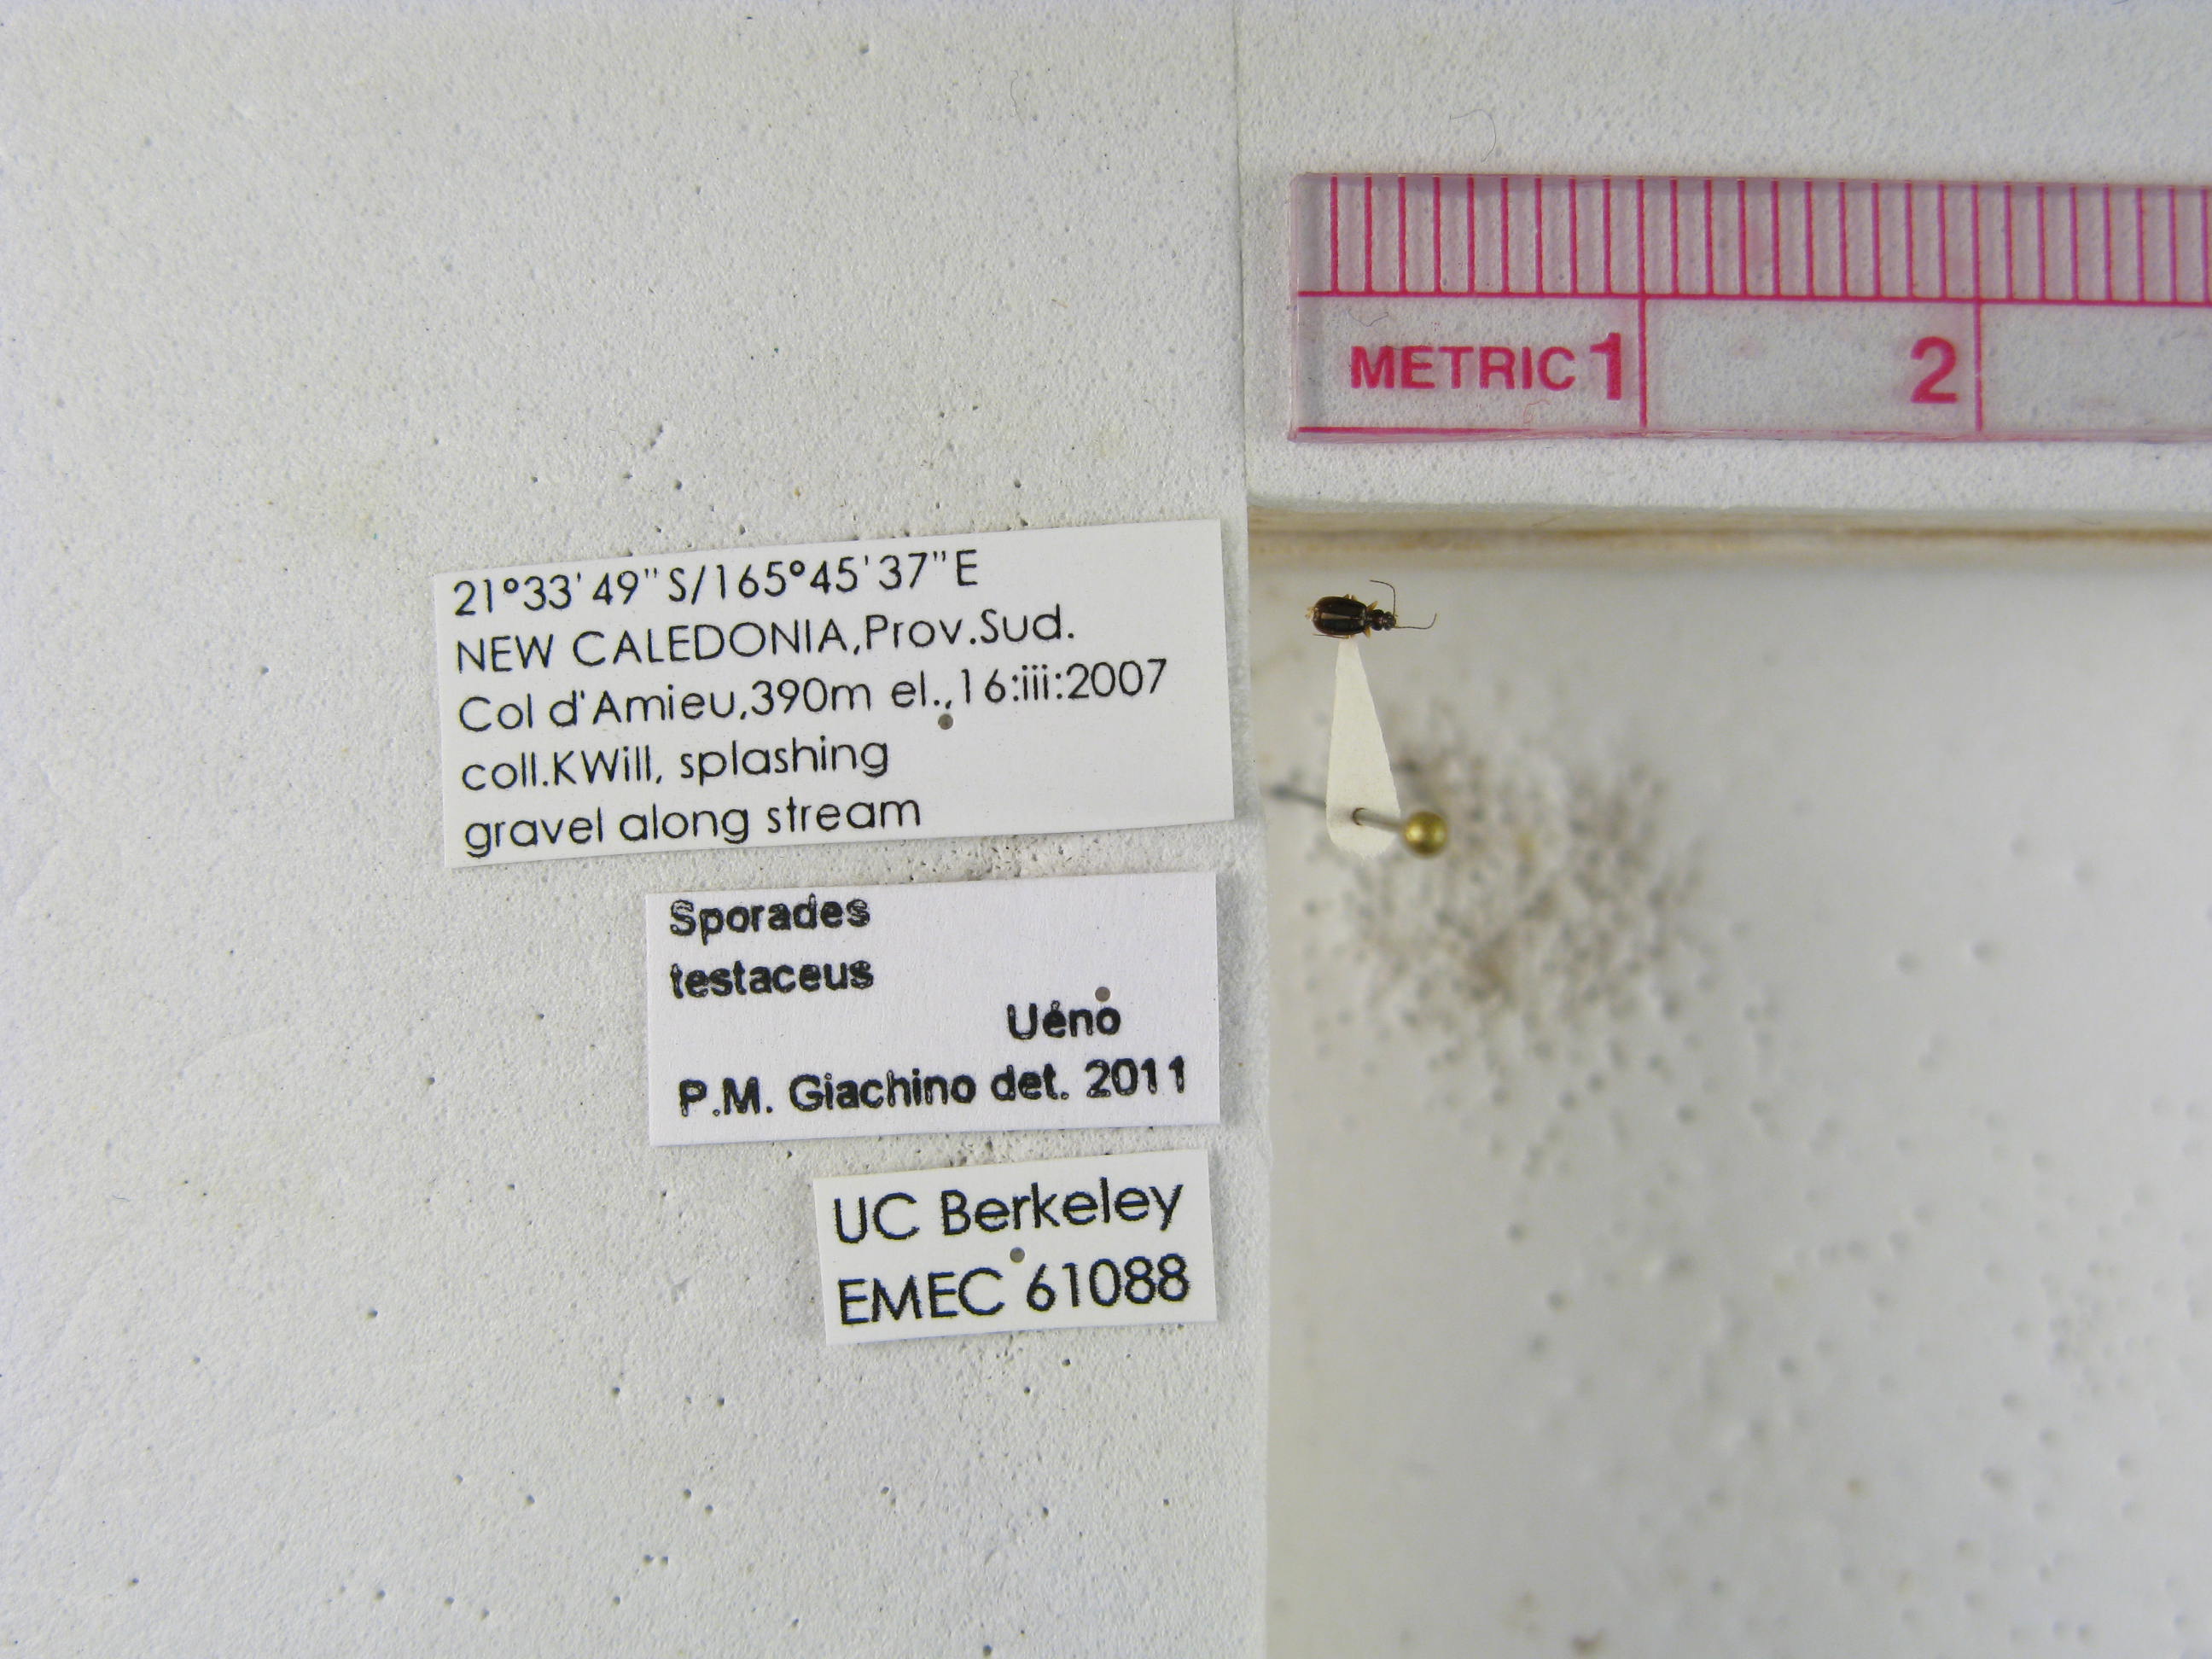 21°33'49"S/165°45'37"E
NEW CALEDONIA,Prov.Sud.
Col d'Amieu,390m el.,16:iii:2007
coll.KWill, splashing
gravel along stream
Sporades
testaceus
Uéno
P.M. Giachino det. 2011
UC Berkeley
EMEC 61088
METRIC 1 2